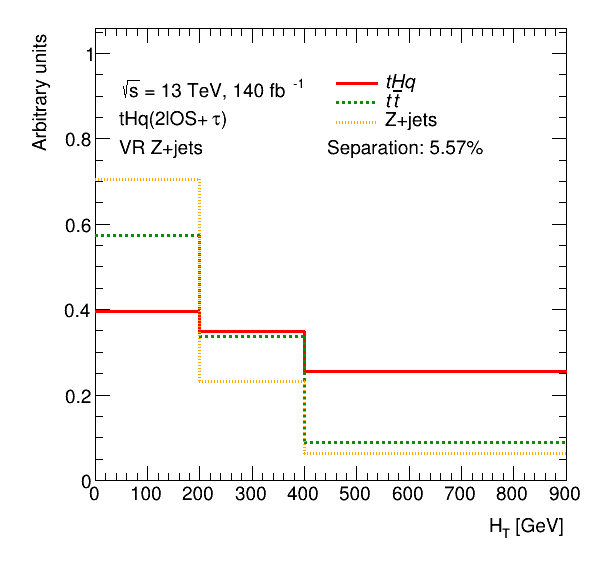 Arbitrary units
1
0.8
0.6
0.4
0.2
0
√s = 13 TeV, 140 fb⁻¹
tHq(2lOS+ τ)
VR Z+jets
tHq
tt̅
Z+jets
Separation: 5.57%
0 100 200 300 400 500 600 700 800 900
H_T [GeV]